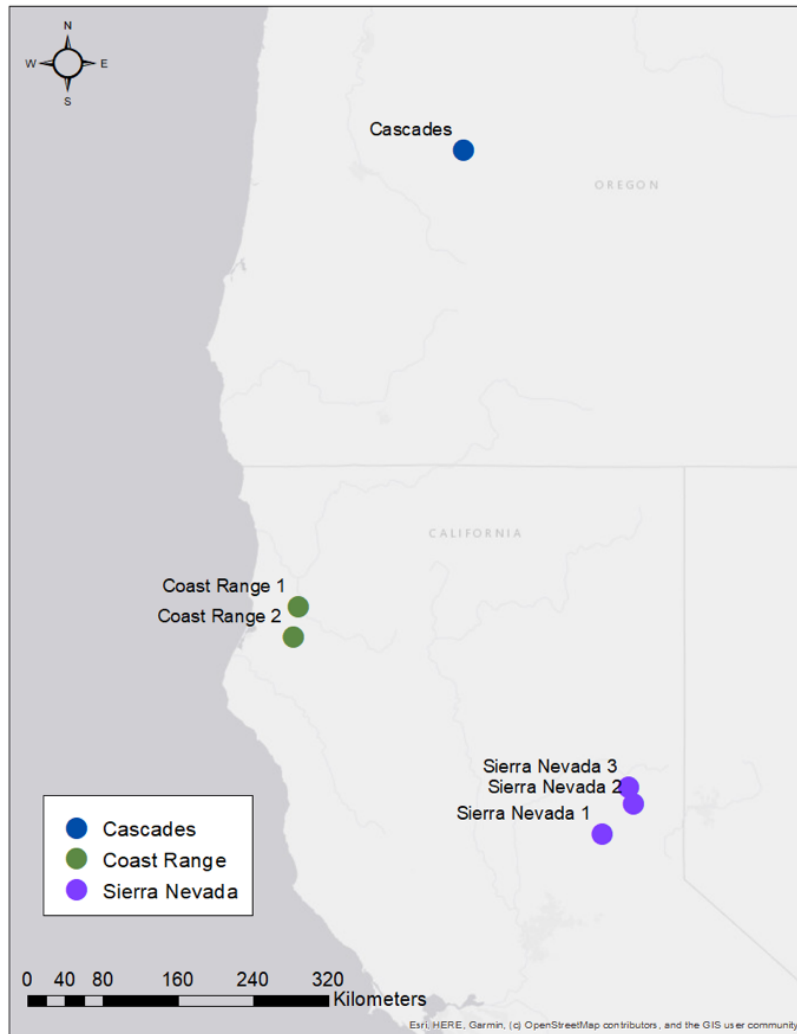 N
W E
S
Cascades
OREGON
CALIFORNIA
Coast Range 1
Coast Range 2
Sierra Nevada 3
Sierra Nevada 2
Sierra Nevada 1
Cascades
Coast Range
Sierra Nevada
0 40 80 160 240 320
Kilometers
Esri, HERE, Garmin, (c) OpenStreetMap contributors, and the GIS user community